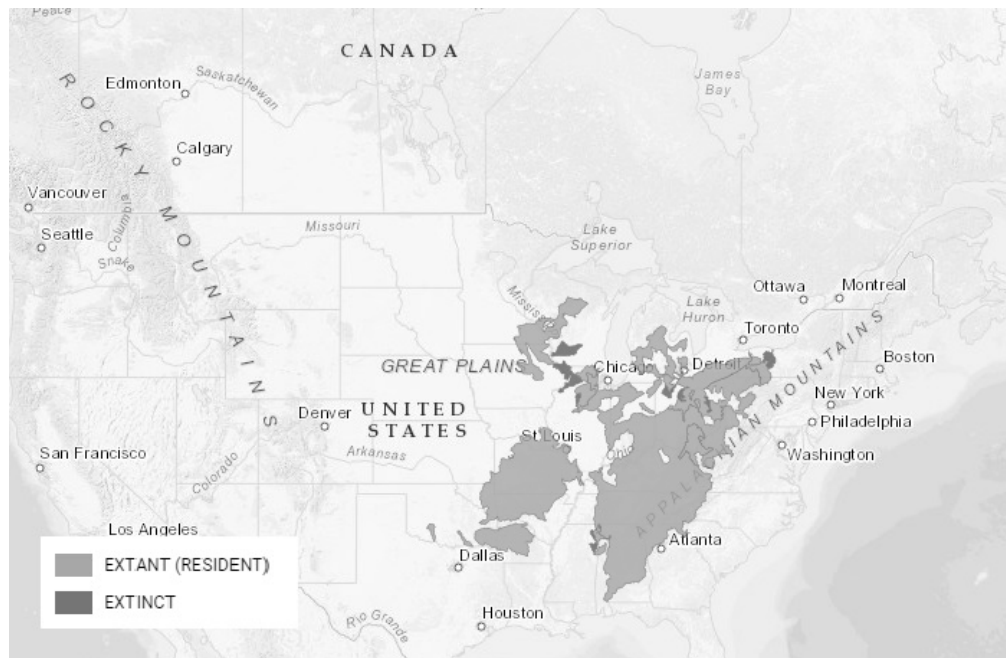 Peace
CANADA
Edmonton
Saskatchewan
James
Bay
ROCKY MOUNTAINS
Calgary
Vancouver
Columbia
Seattle
Snake
Missouri
Lake
Superior
Ottawa
Montreal
Mississi
Lake
Huron
Toronto
GREAT PLAINS
Chicago
Detroit
Boston
APPALACHIAN MOUNTAINS
New York
Denver
UNITED
STATES
Philadelphia
St Louis
Ohio
Washington
San Francisco
Colorado
Arkansas
Los Angeles
Atlanta
Dallas
EXTANT (RESIDENT)
EXTINCT
Rio Grande
Houston